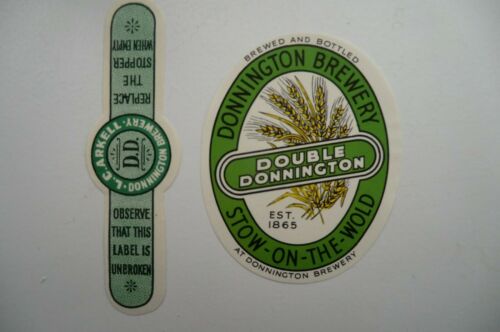 REPLACE
THE
STOPPER
WHEN EMPTY
L. C. ARKELL
D.D.
DONNINGTON BREWERY
OBSERVE
THAT THIS
LABEL IS
UNBROKEN
BREWED AND BOTTLED
DONNINGTON BREWERY
DOUBLE
DONNINGTON
EST.
1865
STOW-ON-THE-WOLD
AT DONNINGTON BREWERY